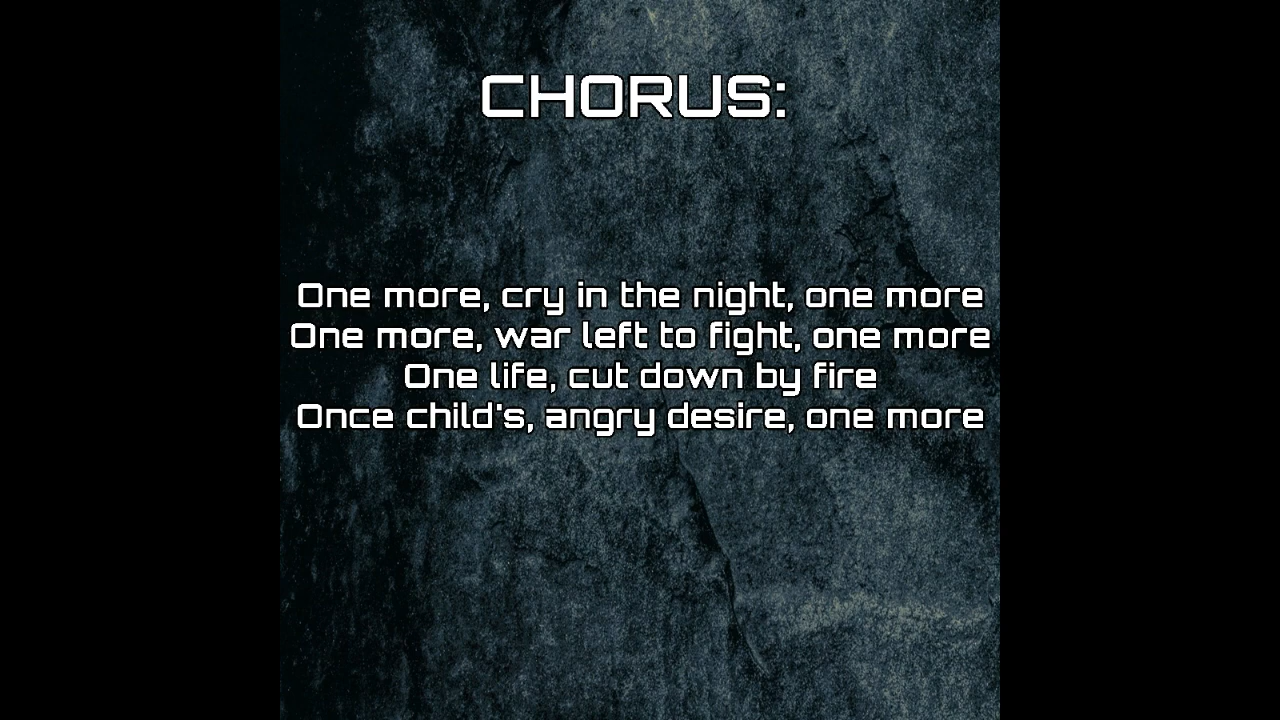 CHORUS:
One more, cry in the night, one more
One more, war left to fight, one more
One life, cut down by fire
Once child's, angry desire, one more